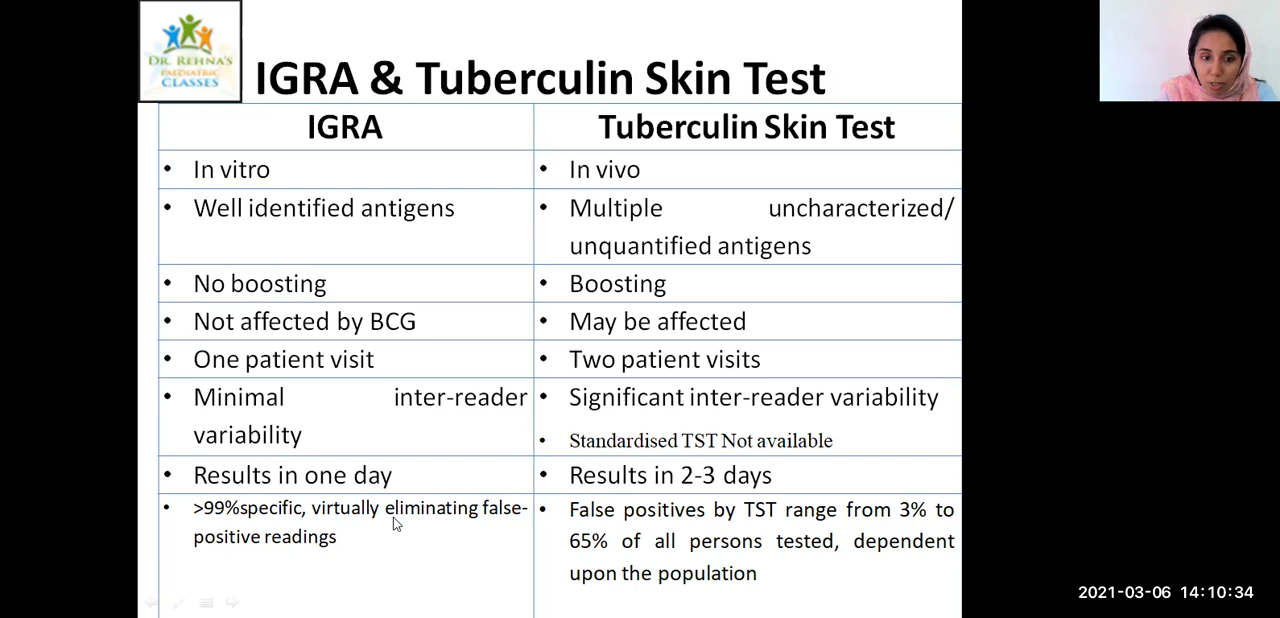 DR. REHNA'S
PAEDIATRIC
CLASSES
IGRA & Tuberculin Skin Test
IGRA
Tuberculin Skin Test
• In vitro
• In vivo
• Well identified antigens
• Multiple uncharacterized/
unquantified antigens
• No boosting
• Boosting
• Not affected by BCG
• May be affected
• One patient visit
• Two patient visits
• Minimal inter-reader
variability
• Significant inter-reader variability
• Standardised TST Not available
• Results in one day
• Results in 2-3 days
• >99%specific, virtually eliminating false-
positive readings
• False positives by TST range from 3% to
65% of all persons tested, dependent
upon the population
2021-03-06 14:10:34